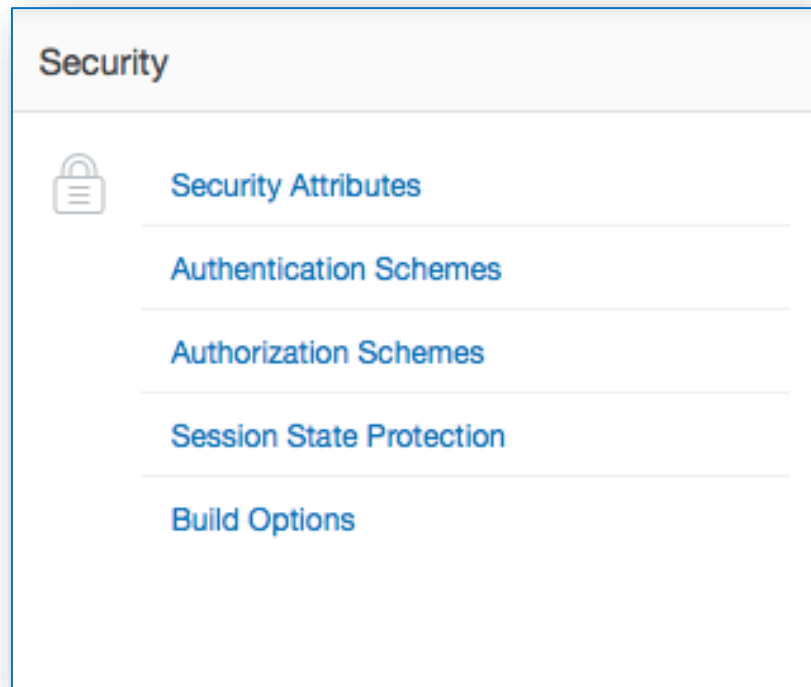 Security
Security Attributes
Authentication Schemes
Authorization Schemes
Session State Protection
Build Options